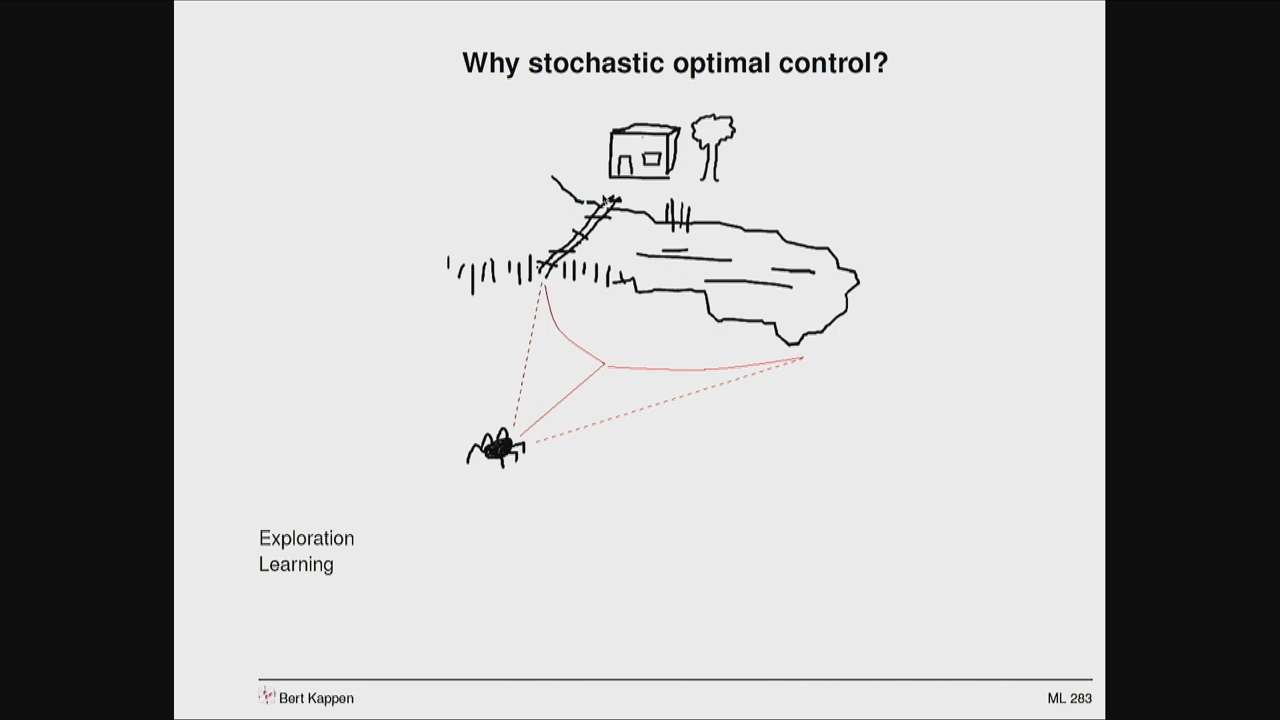 Why stochastic optimal control?
Exploration
Learning
Bert Kappen
ML 283